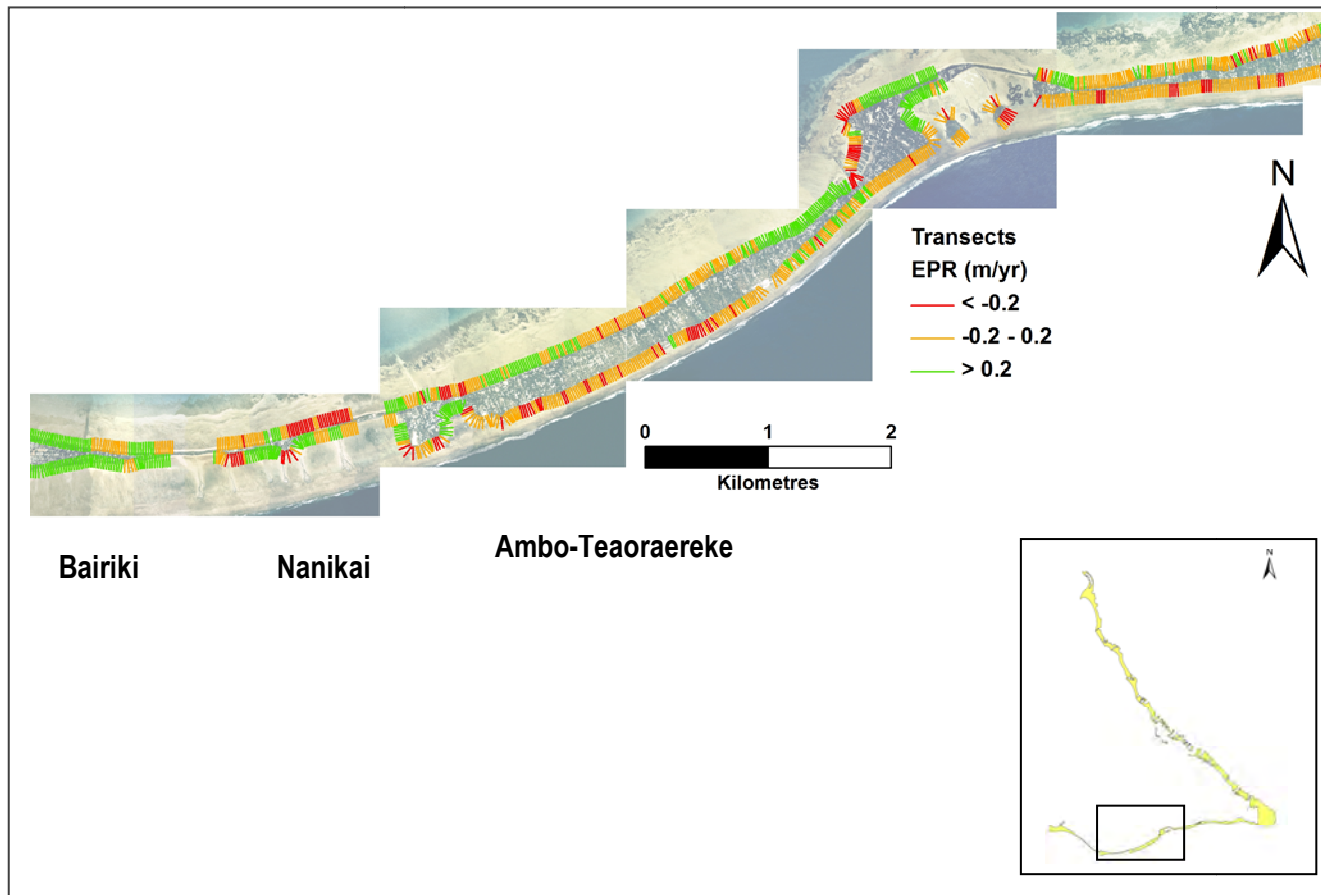 N
Transects
EPR (m/yr)
< -0.2
-0.2 - 0.2
> 0.2
0 1 2
Kilometres
Bairiki
Nanikai
Ambo-Teaoraereke
N